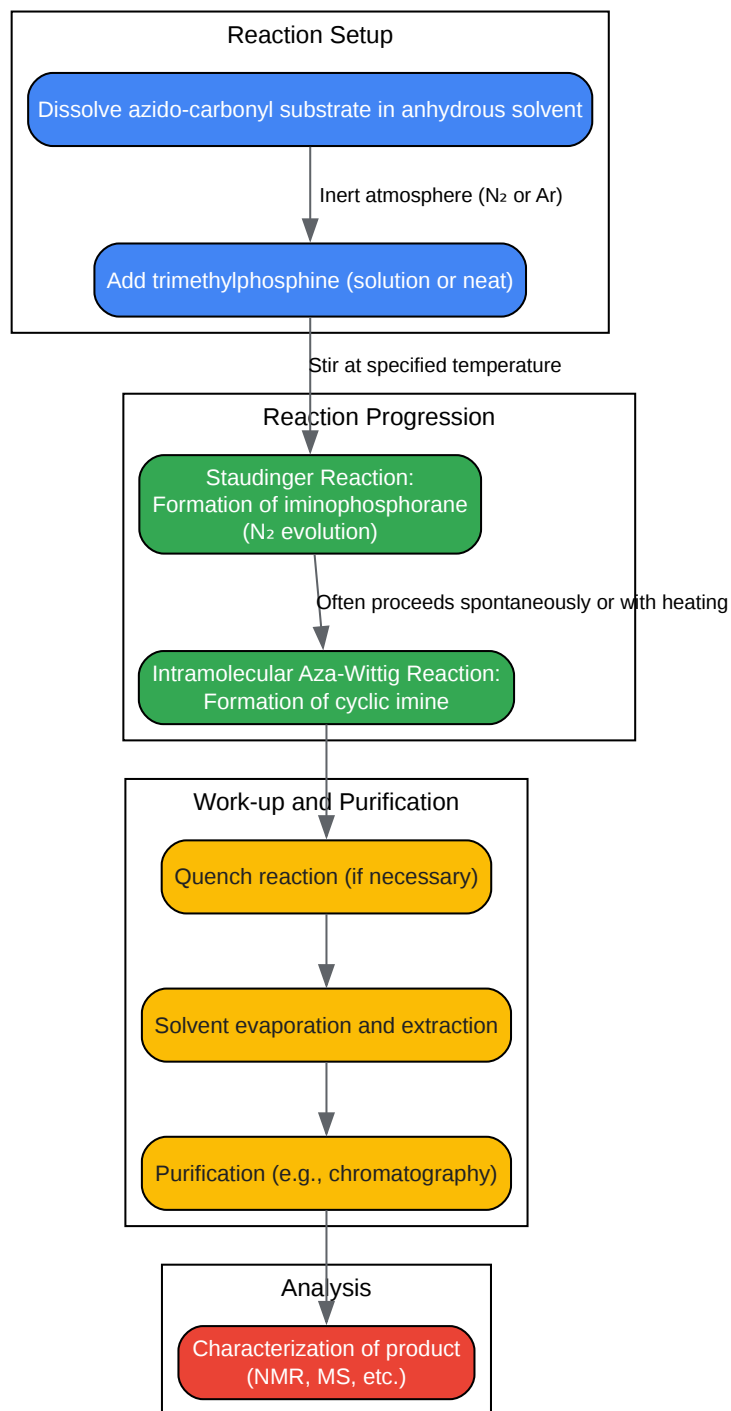 Reaction Setup
Dissolve azido-carbonyl substrate in anhydrous solvent
Inert atmosphere (N₂ or Ar)
Add trimethylphosphine (solution or neat)
Stir at specified temperature
Reaction Progression
Staudinger Reaction:
Formation of iminophosphorane
(N₂ evolution)
Often proceeds spontaneously or with heating
Intramolecular Aza-Wittig Reaction:
Formation of cyclic imine
Work-up and Purification
Quench reaction (if necessary)
Solvent evaporation and extraction
Purification (e.g., chromatography)
Analysis
Characterization of product
(NMR, MS, etc.)